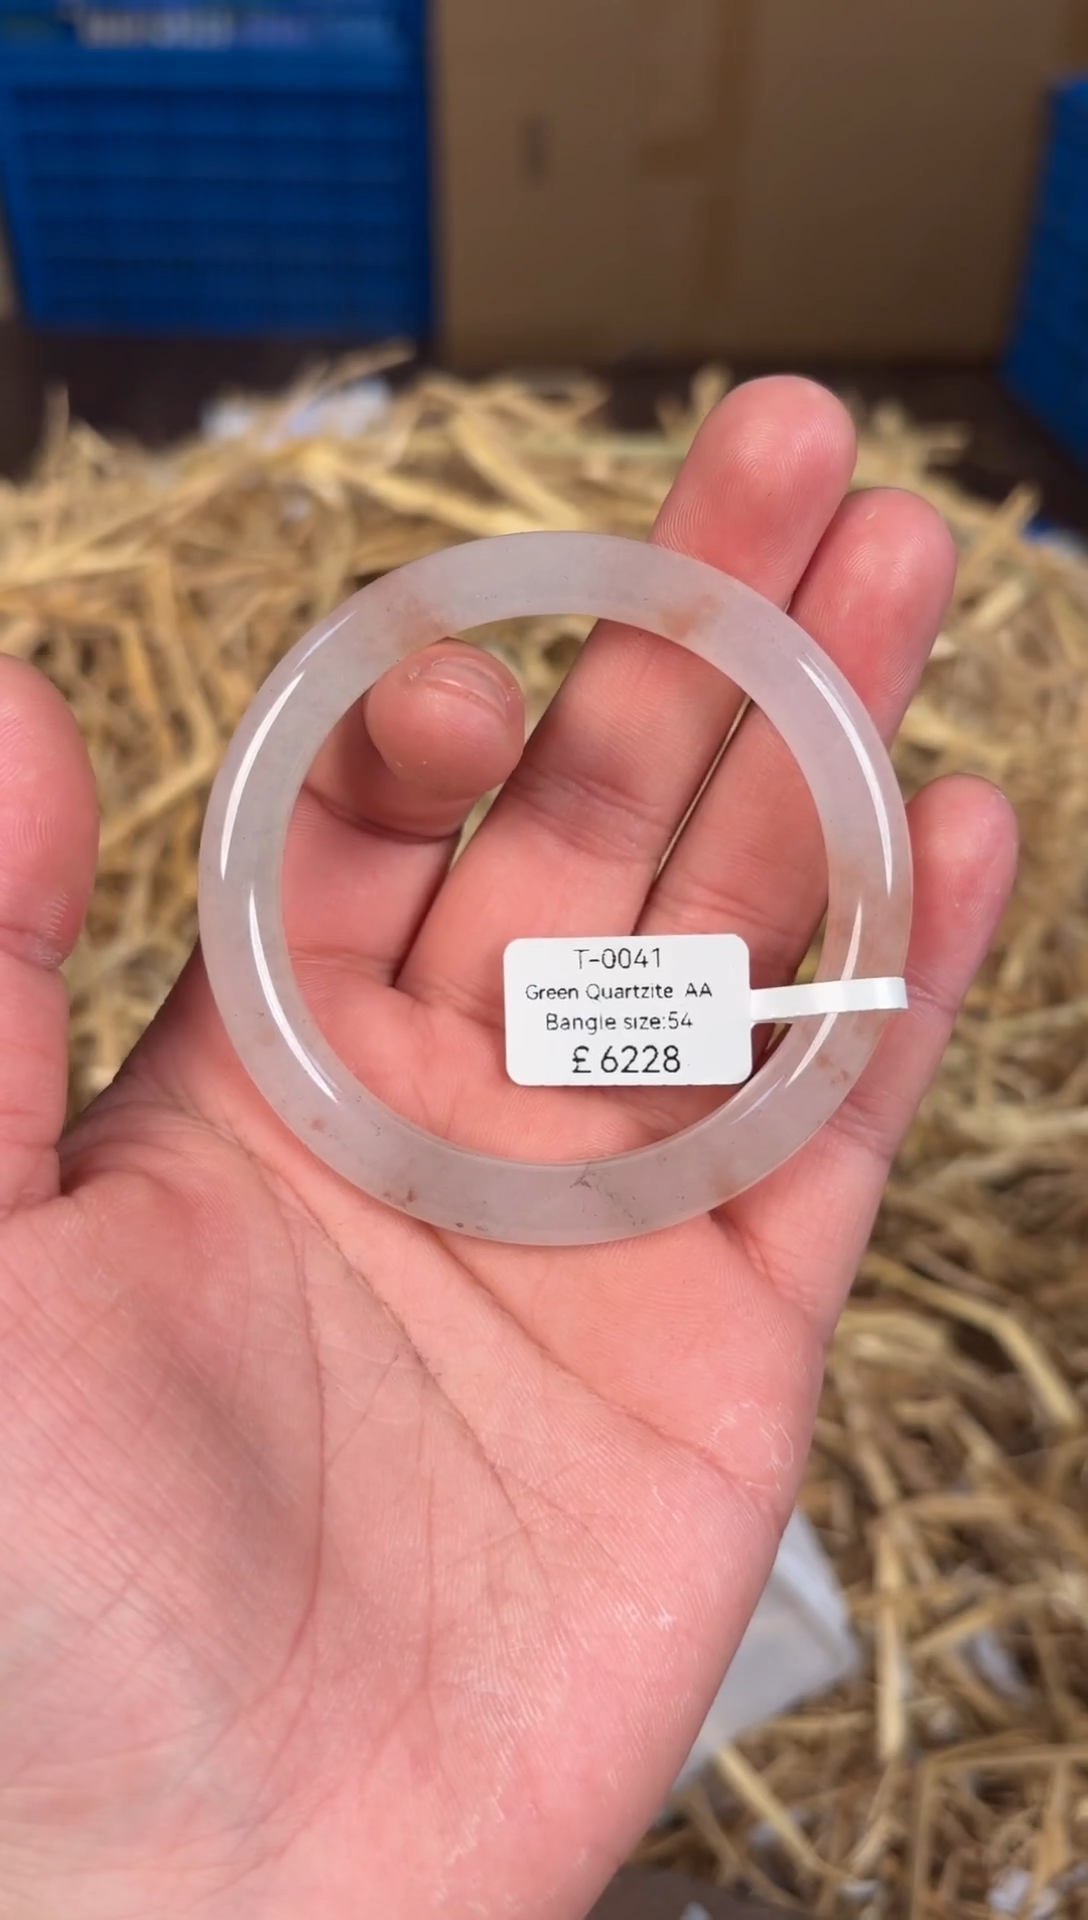 T-0041
Green Quartzite AA
Bangle size:54
£6228